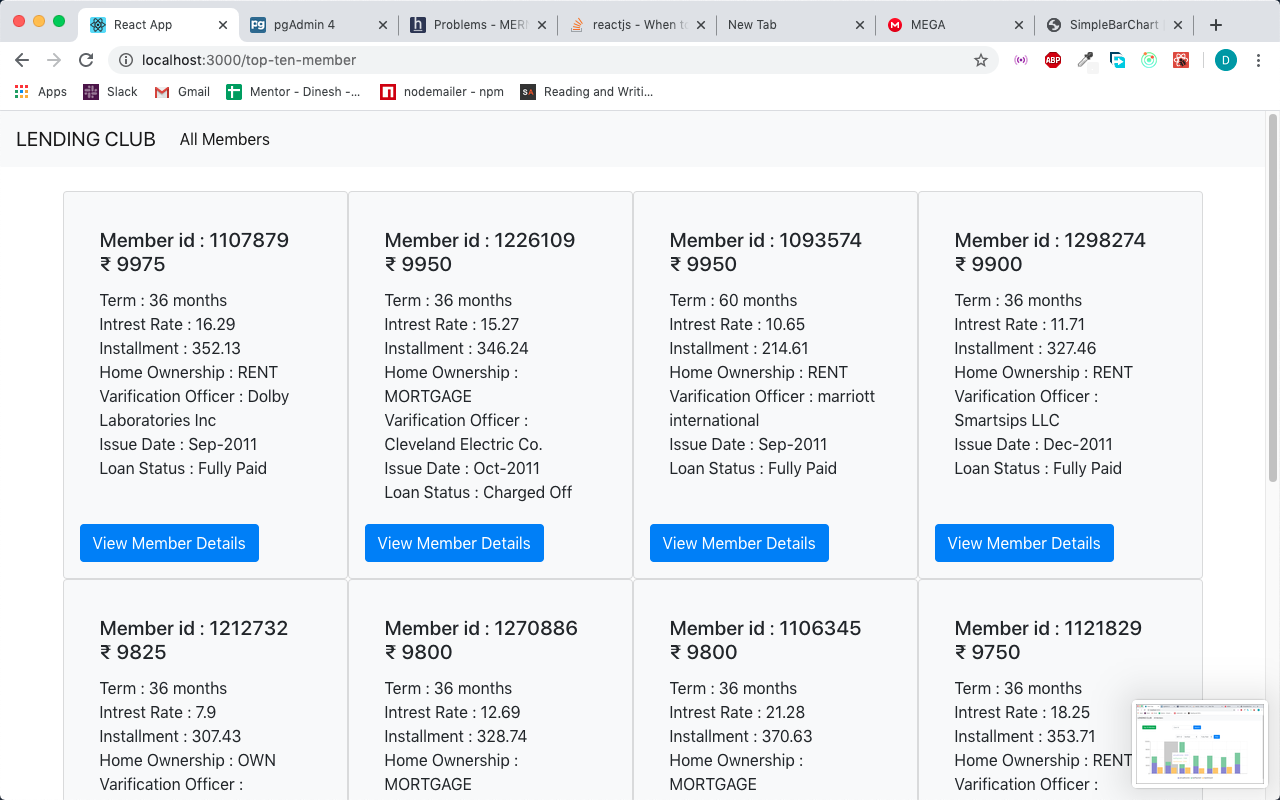 React App
pgAdmin 4
Problems - MERN
reactjs - When to
New Tab
MEGA
SimpleBarChart
localhost:3000/top-ten-member
ABP
D
Apps
Slack
Gmail
Mentor - Dinesh -...
nodemailer - npm
SA
Reading and Writi...
LENDING CLUB
All Members
Member id : 1107879
₹ 9975
Term : 36 months
Intrest Rate : 16.29
Installment : 352.13
Home Ownership : RENT
Varification Officer : Dolby
Laboratories Inc
Issue Date : Sep-2011
Loan Status : Fully Paid
View Member Details
Member id : 1226109
₹ 9950
Term : 36 months
Intrest Rate : 15.27
Installment : 346.24
Home Ownership :
MORTGAGE
Varification Officer :
Cleveland Electric Co.
Issue Date : Oct-2011
Loan Status : Charged Off
View Member Details
Member id : 1093574
₹ 9950
Term : 60 months
Intrest Rate : 10.65
Installment : 214.61
Home Ownership : RENT
Varification Officer : marriott
international
Issue Date : Sep-2011
Loan Status : Fully Paid
View Member Details
Member id : 1298274
₹ 9900
Term : 36 months
Intrest Rate : 11.71
Installment : 327.46
Home Ownership : RENT
Varification Officer :
Smartsips LLC
Issue Date : Dec-2011
Loan Status : Fully Paid
View Member Details
Member id : 1212732
₹ 9825
Term : 36 months
Intrest Rate : 7.9
Installment : 307.43
Home Ownership : OWN
Varification Officer :
Member id : 1270886
₹ 9800
Term : 36 months
Intrest Rate : 12.69
Installment : 328.74
Home Ownership :
MORTGAGE
Member id : 1106345
₹ 9800
Term : 36 months
Intrest Rate : 21.28
Installment : 370.63
Home Ownership :
MORTGAGE
Member id : 1121829
₹ 9750
Term : 36 months
Intrest Rate : 18.25
Installment : 353.71
Home Ownership : RENT
Varification Officer :